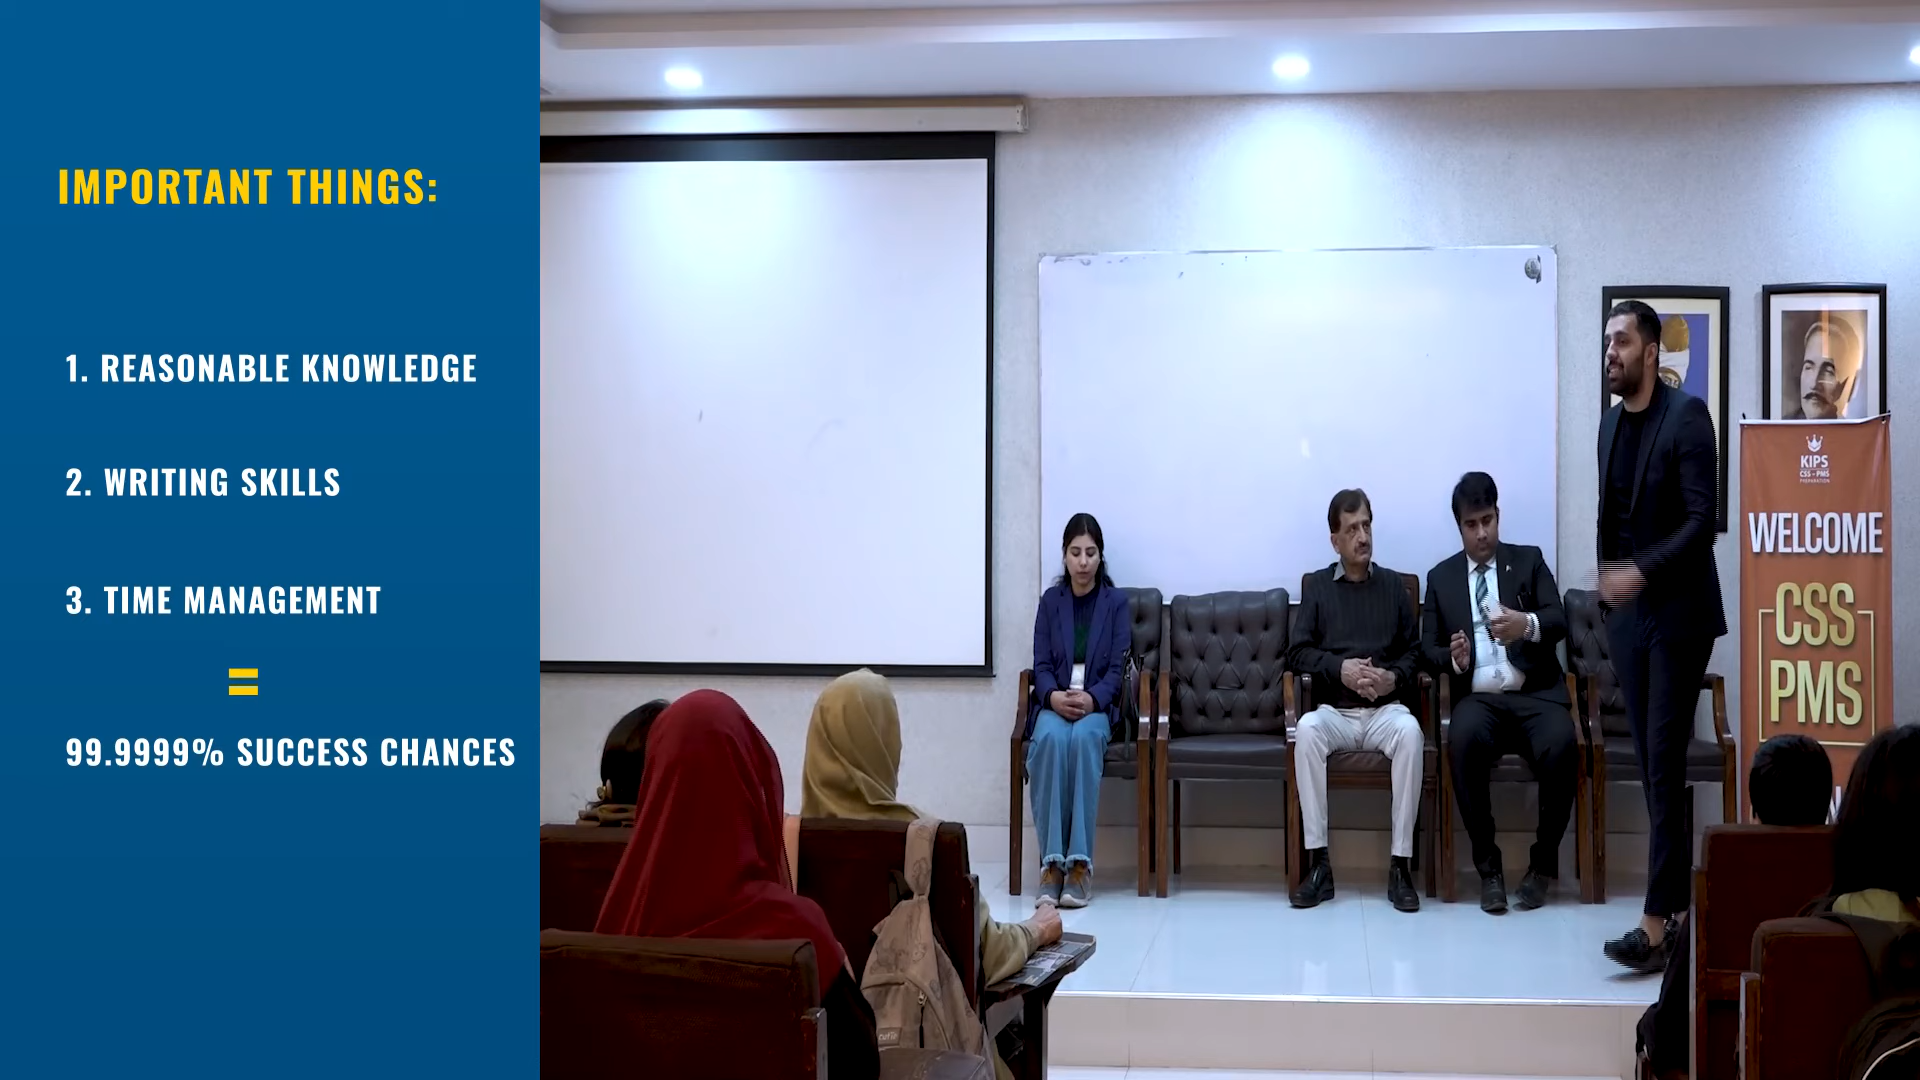 IMPORTANT THINGS:
1. REASONABLE KNOWLEDGE
2. WRITING SKILLS
3. TIME MANAGEMENT
=
99.9999% SUCCESS CHANCES
KIPS
CSS - PMS
PREPARATION
WELCOME
CSS
PMS